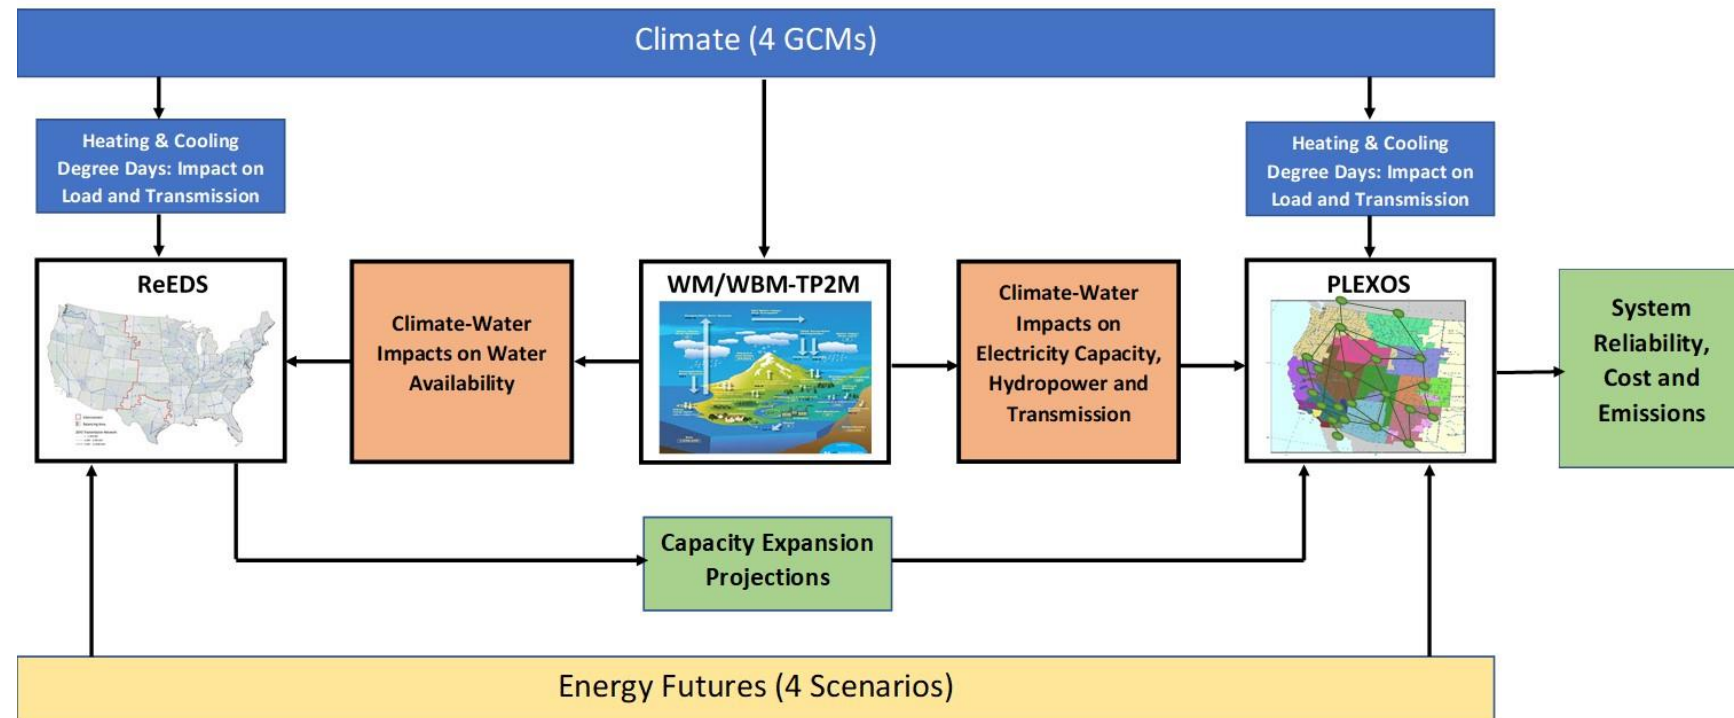 Climate (4 GCMs)
Heating & Cooling
Degree Days: Impact on
Load and Transmission
Heating & Cooling
Degree Days: Impact on
Load and Transmission
ReEDS
Climate-Water
Impacts on Water
Availability
WM/WBM-TP2M
Climate-Water
Impacts on
Electricity Capacity,
Hydropower and
Transmission
PLEXOS
System
Reliability,
Cost and
Emissions
Capacity Expansion
Projections
Energy Futures (4 Scenarios)